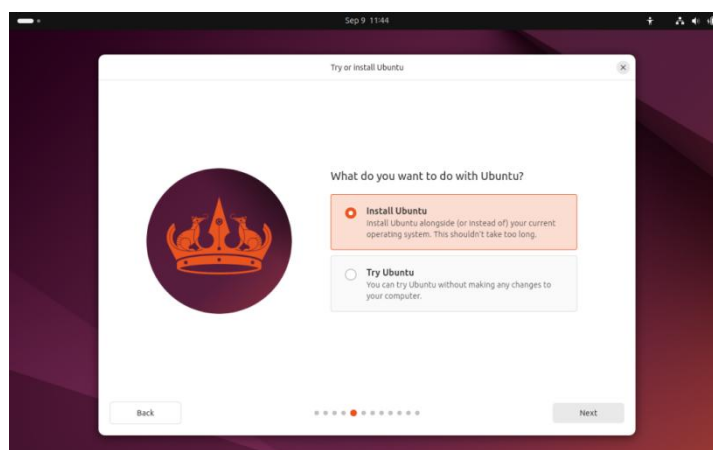 Sep 9 11:44
Try or install Ubuntu
What do you want to do with Ubuntu?
Install Ubuntu
Install Ubuntu alongside (or instead of) your current
operating system. This shouldn't take too long.
Try Ubuntu
You can try Ubuntu without making any changes to
your computer.
Back
Next